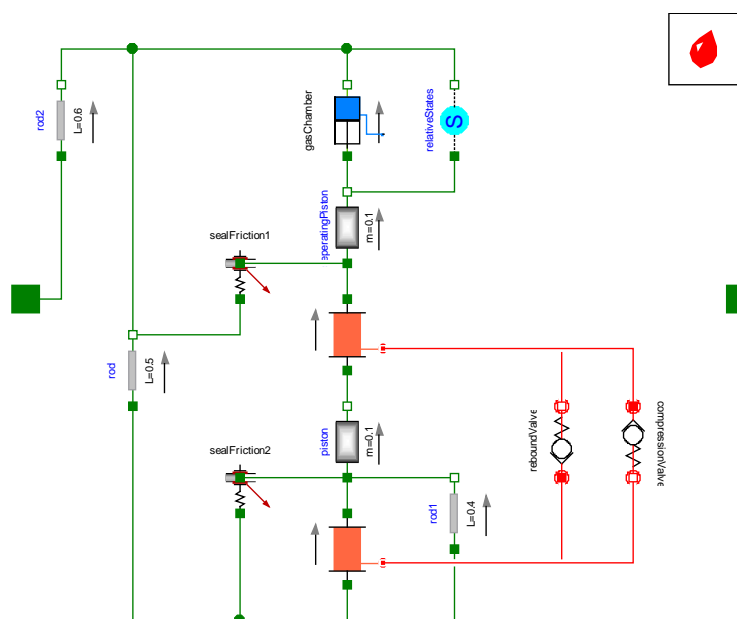 rod2
L=0.6
gasChamber
S
relativeStates
eperatingPiston
m=0.1
sealFriction1
rod
L=0.5
piston
m=0.1
sealFriction2
rod1
L=0.4
reboundValve
compressionValve